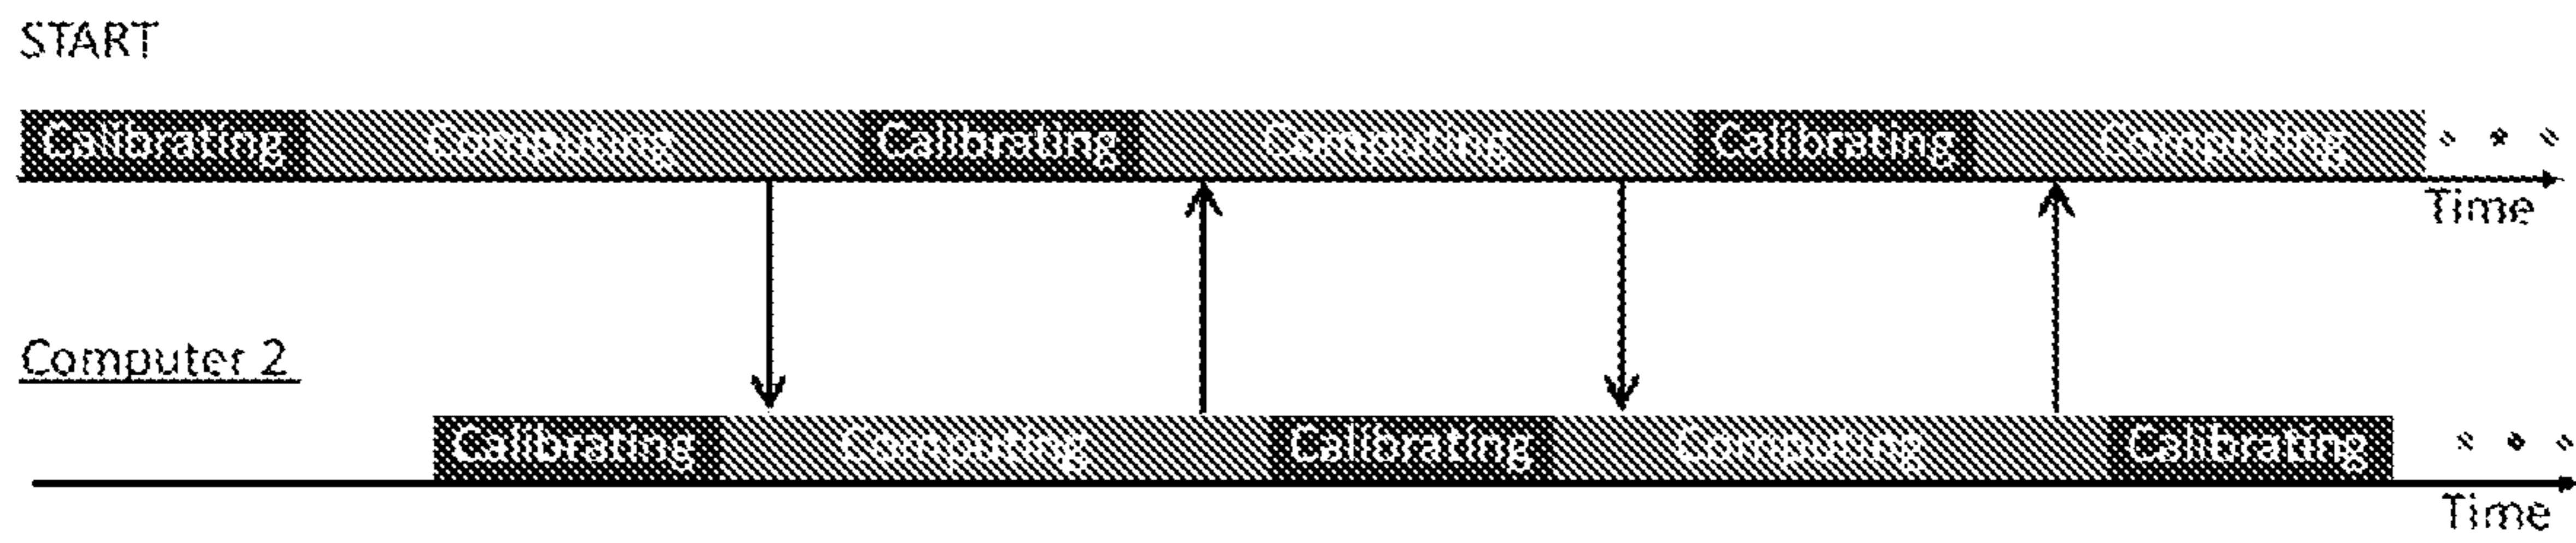 START
Calibrating Computing Calibrating Computing Calibrating Computing
Time
Computer 2
Calibrating Computing Calibrating Computing Calibrating
Time